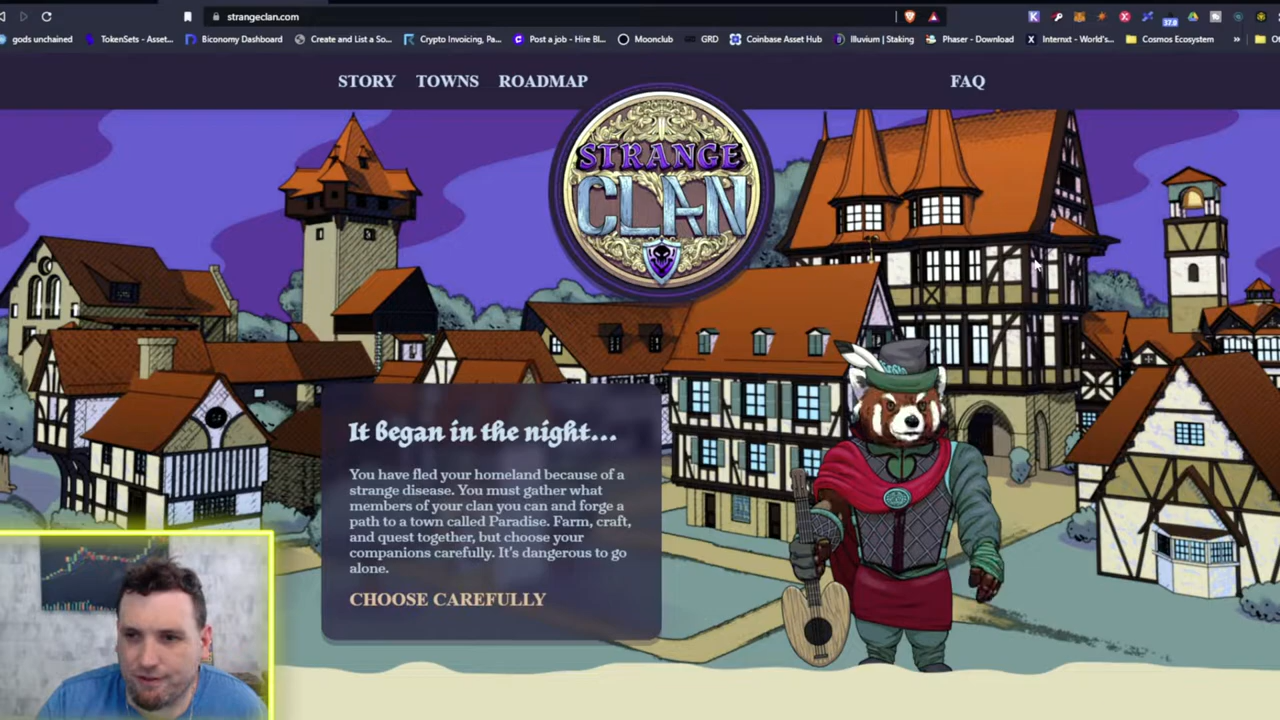 strangeclan.com
gods unchained
TokenSets - Asset...
Biconomy Dashboard
Create and List a So...
Crypto Invoicing, Pa...
Post a job - Hire Bl...
Moonclub
GRD
Coinbase Asset Hub
Illuvium | Staking
Phaser - Download
Internxt - World's...
Cosmos Ecosystem
»
STORY TOWNS ROADMAP FAQ
STRANGE
CLAN
It began in the night...
You have fled your homeland because of a
strange disease. You must gather what
members of your clan you can and forge a
path to a town called Paradise. Farm, craft,
and quest together, but choose your
companions carefully. It's dangerous to go
alone.
CHOOSE CAREFULLY